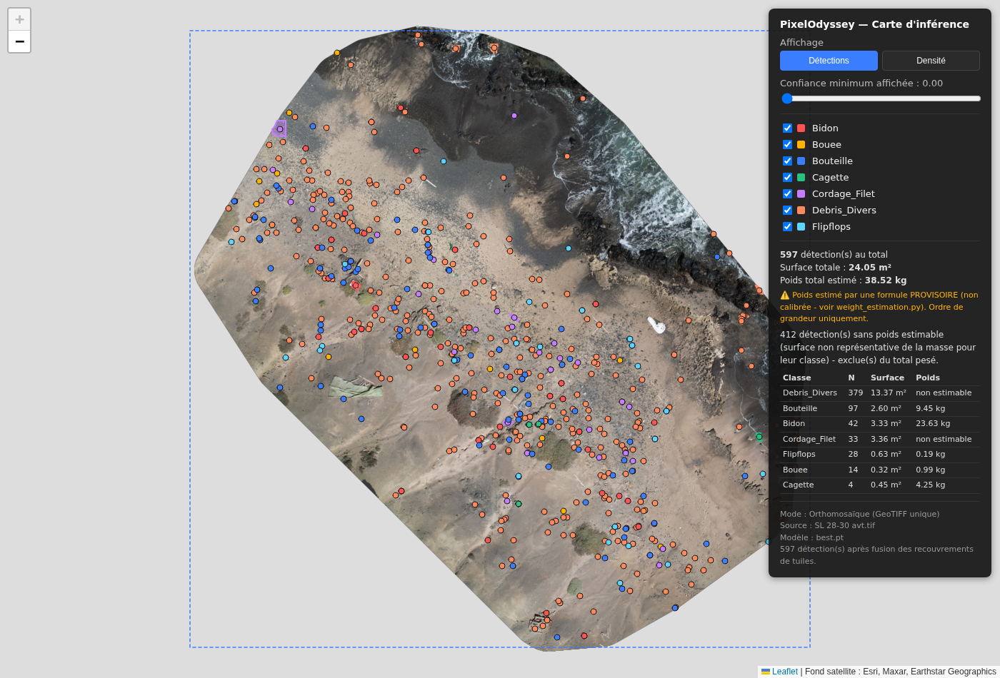 +
−
PixelOdyssey — Carte d'inférence
Affichage
Détections
Densité
Confiance minimum affichée : 0.00
Bidon
Bouee
Bouteille
Cagette
Cordage_Filet
Debris_Divers
Flipflops
597 détection(s) au total
Surface totale : 24.05 m²
Poids total estimé : 38.52 kg
⚠️ Poids estimé par une formule PROVISOIRE (non
calibrée - voir weight_estimation.py). Ordre de
grandeur uniquement.
412 détection(s) sans poids estimable
(surface non représentative de la masse pour
leur classe) - exclue(s) du total pesé.
Classe N Surface Poids
Debris_Divers 379 13.37 m² non estimable
Bouteille 97 2.60 m² 9.45 kg
Bidon 42 3.33 m² 23.63 kg
Cordage_Filet 33 3.36 m² non estimable
Flipflops 28 0.63 m² 0.19 kg
Bouee 14 0.32 m² 0.99 kg
Cagette 4 0.45 m² 4.25 kg
Mode : Orthomosaïque (GeoTIFF unique)
Source : SL 28-30 avt.tif
Modèle : best.pt
597 détection(s) après fusion des recouvrements
de tuiles.
Leaflet | Fond satellite : Esri, Maxar, Earthstar Geographics